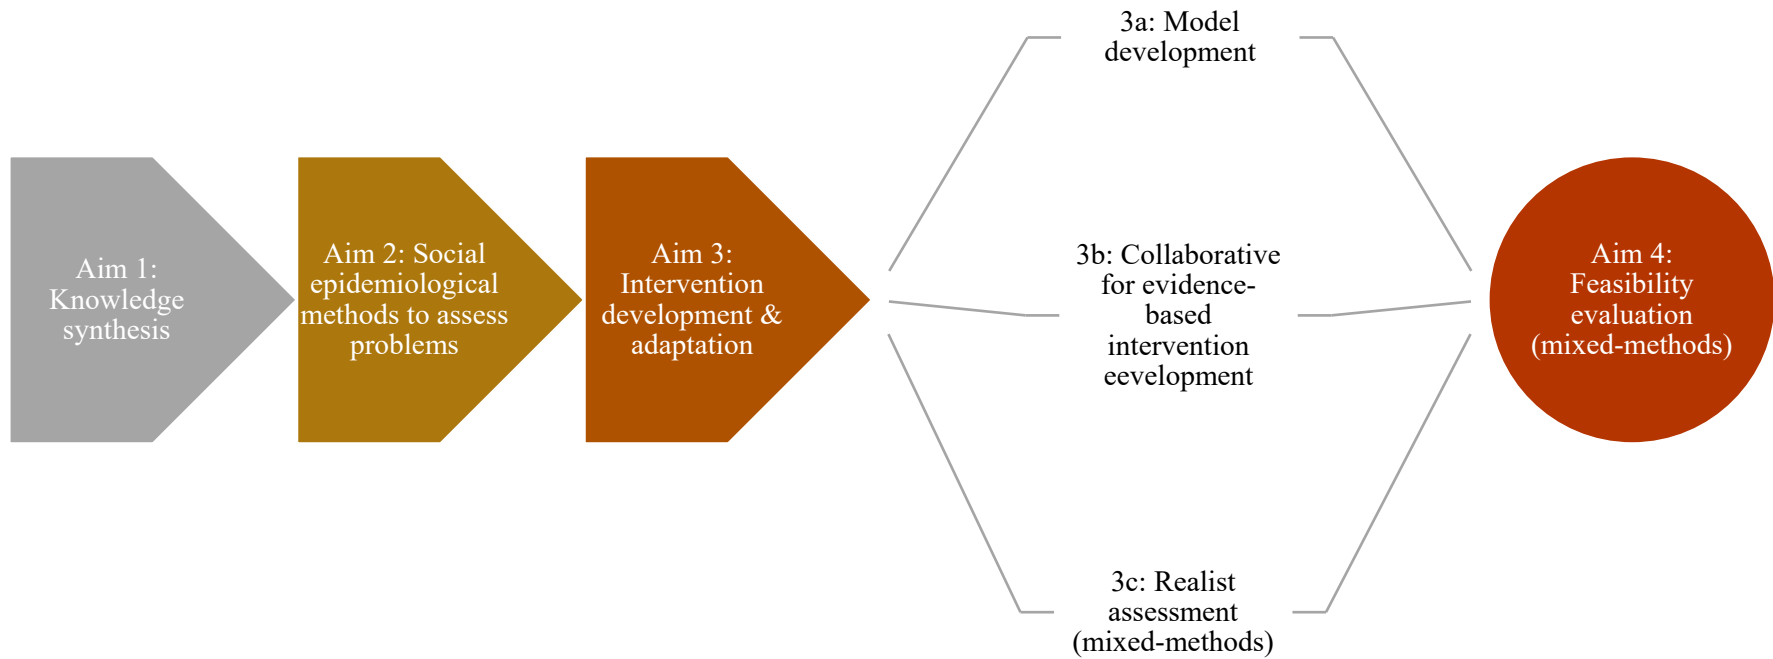 Aim 1:
Knowledge
synthesis
Aim 2: Social
epidemiological
methods to assess
problems
Aim 3:
Intervention
development &
adaptation
3a: Model
development
3b: Collaborative
for evidence-
based
intervention
eevelopment
3c: Realist
assessment
(mixed-methods)
Aim 4:
Feasibility
evaluation
(mixed-methods)